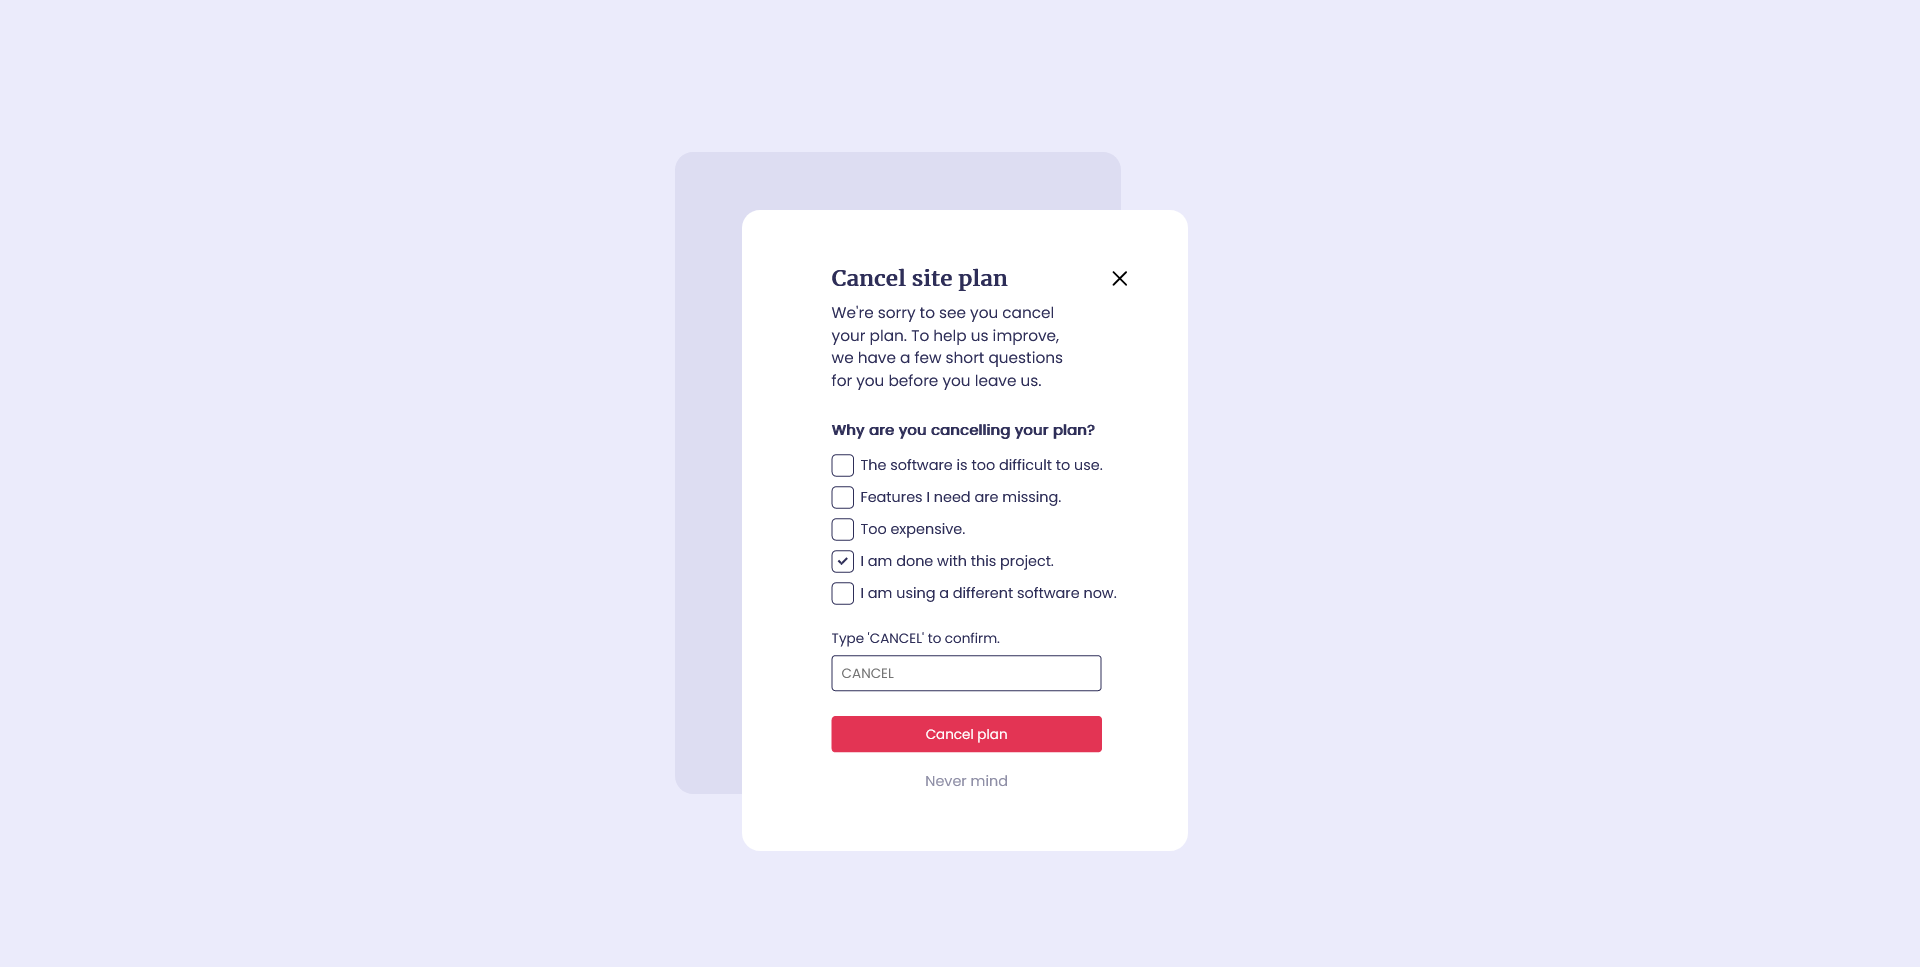 Cancel site plan
We're sorry to see you cancel
your plan. To help us improve,
we have a few short questions
for you before you leave us.
Why are you cancelling your plan?
The software is too difficult to use.
Features I need are missing.
Too expensive.
I am done with this project.
I am using a different software now.
Type 'CANCEL' to confirm.
CANCEL
Cancel plan
Never mind